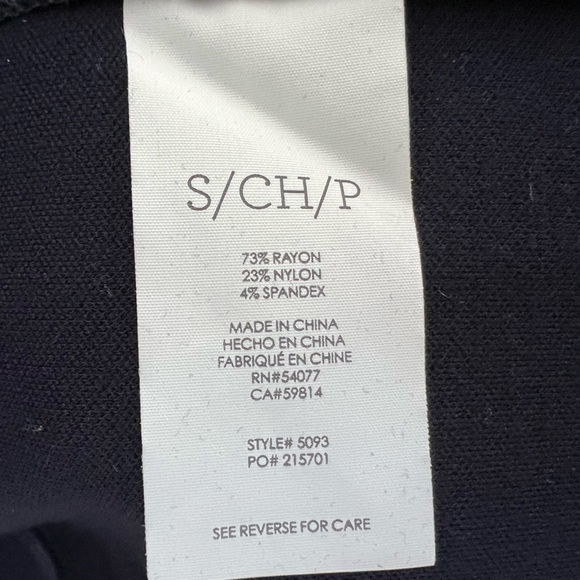 S/CH/P
73% RAYON
23% NYLON
4% SPANDEX
MADE IN CHINA
HECHO EN CHINA
FABRIQUÉ EN CHINE
RN#54077
CA#59814
STYLE# 5093
PO# 215701
SEE REVERSE FOR CARE